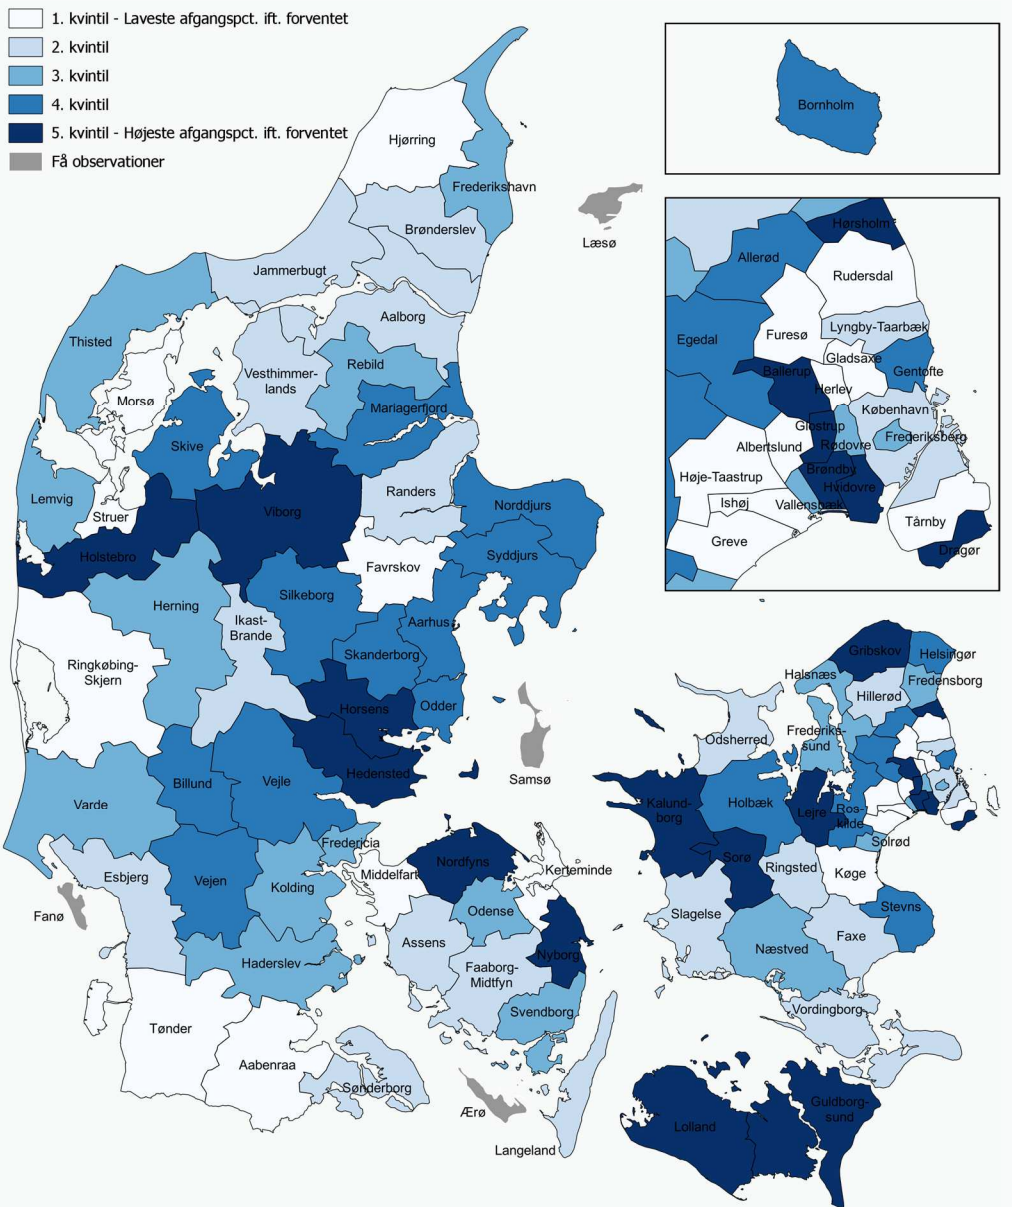 1. kvintil - Laveste afgangspct. ift. forventet
2. kvintil
3. kvintil
4. kvintil
5. kvintil - Højeste afgangspct. ift. forventet
Få observationer
Bornholm
Hjørring
Frederikshavn
Brønderslev
Læsø
Jammerbugt
Aalborg
Thisted
Vesthimmer-
lands
Rebild
Morsø
Mariagerfjord
Skive
Lemvig
Randers
Struer
Viborg
Norddjurs
Holstebro
Syddjurs
Favrskov
Herning
Silkeborg
Ikast-
Brande
Aarhus
Skanderborg
Ringkøbing-
Skjern
Horsens
Odder
Samsø
Hedensted
Billund
Vejle
Varde
Fredericia
Esbjerg
Vejen
Kolding
Fanø
Haderslev
Tønder
Aabenraa
Sønderborg
Middelfart
Nordfyns
Kerteminde
Odense
Assens
Nyborg
Faaborg-
Midtfyn
Svendborg
Ærø
Langeland
Hørsholm
Allerød
Rudersdal
Egedal
Furesø
Lyngby-Taarbæk
Gladsaxe
Ballerup
Gentofte
Herlev
København
Glostrup
Albertslund
Rødovre
Frederiksberg
Høje-Taastrup
Brøndby
Hvidovre
Ishøj
Vallensbæk
Tårnby
Greve
Dragør
Gribskov
Helsingør
Halsnæs
Fredensborg
Hillerød
Odsherred
Frederiks-
sund
Kalund-
borg
Holbæk
Lejre
Ros-
kilde
Solrød
Sorø
Ringsted
Køge
Slagelse
Stevns
Næstved
Faxe
Vordingborg
Lolland
Guldborg-
sund